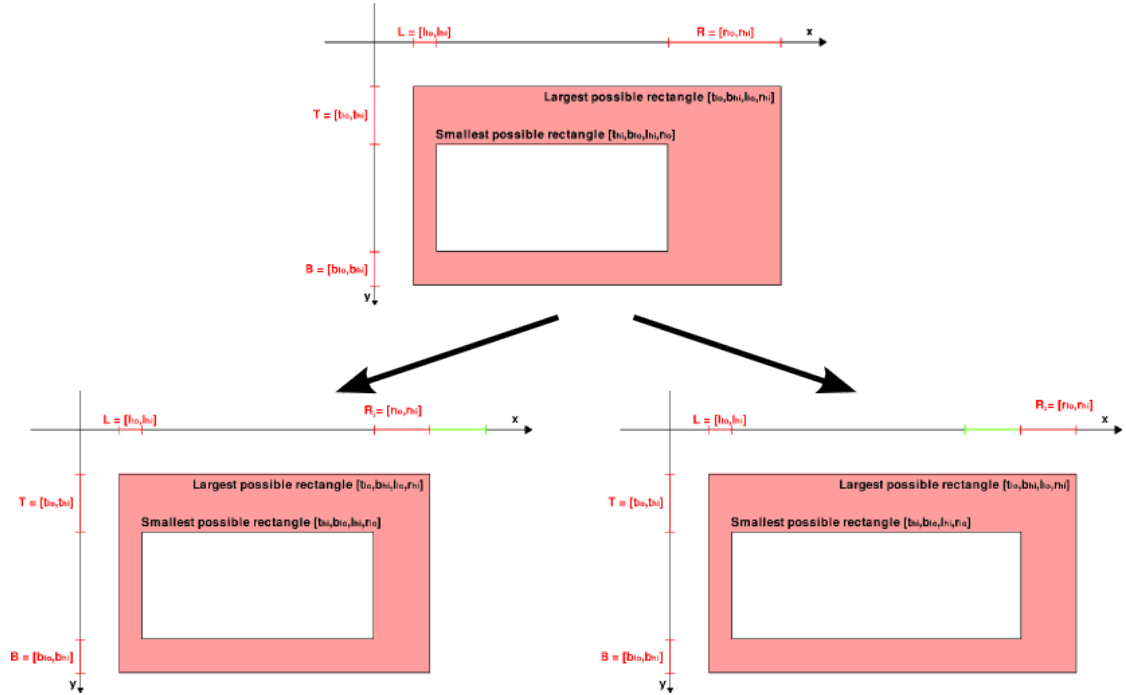 L = [llo,lhi]
R = [rlo,rhi]
x
Largest possible rectangle [tlo,bhi,llo,rhi]
T = [tlo,thi]
Smallest possible rectangle [thi,blo,lhi,rlo]
B = [blo,bhi]
y
L = [llo,lhi]
R1= [rlo,rhi]
x
Largest possible rectangle [tlo,bhi,llo,rhi]
T = [tlo,thi]
Smallest possible rectangle [thi,blo,lhi,rlo]
B = [blo,bhi]
y
L = [llo,lhi]
R2= [rlo,rhi]
x
Largest possible rectangle [tlo,bhi,llo,rhi]
T = [tlo,thi]
Smallest possible rectangle [thi,blo,lhi,rlo]
B = [blo,bhi]
y